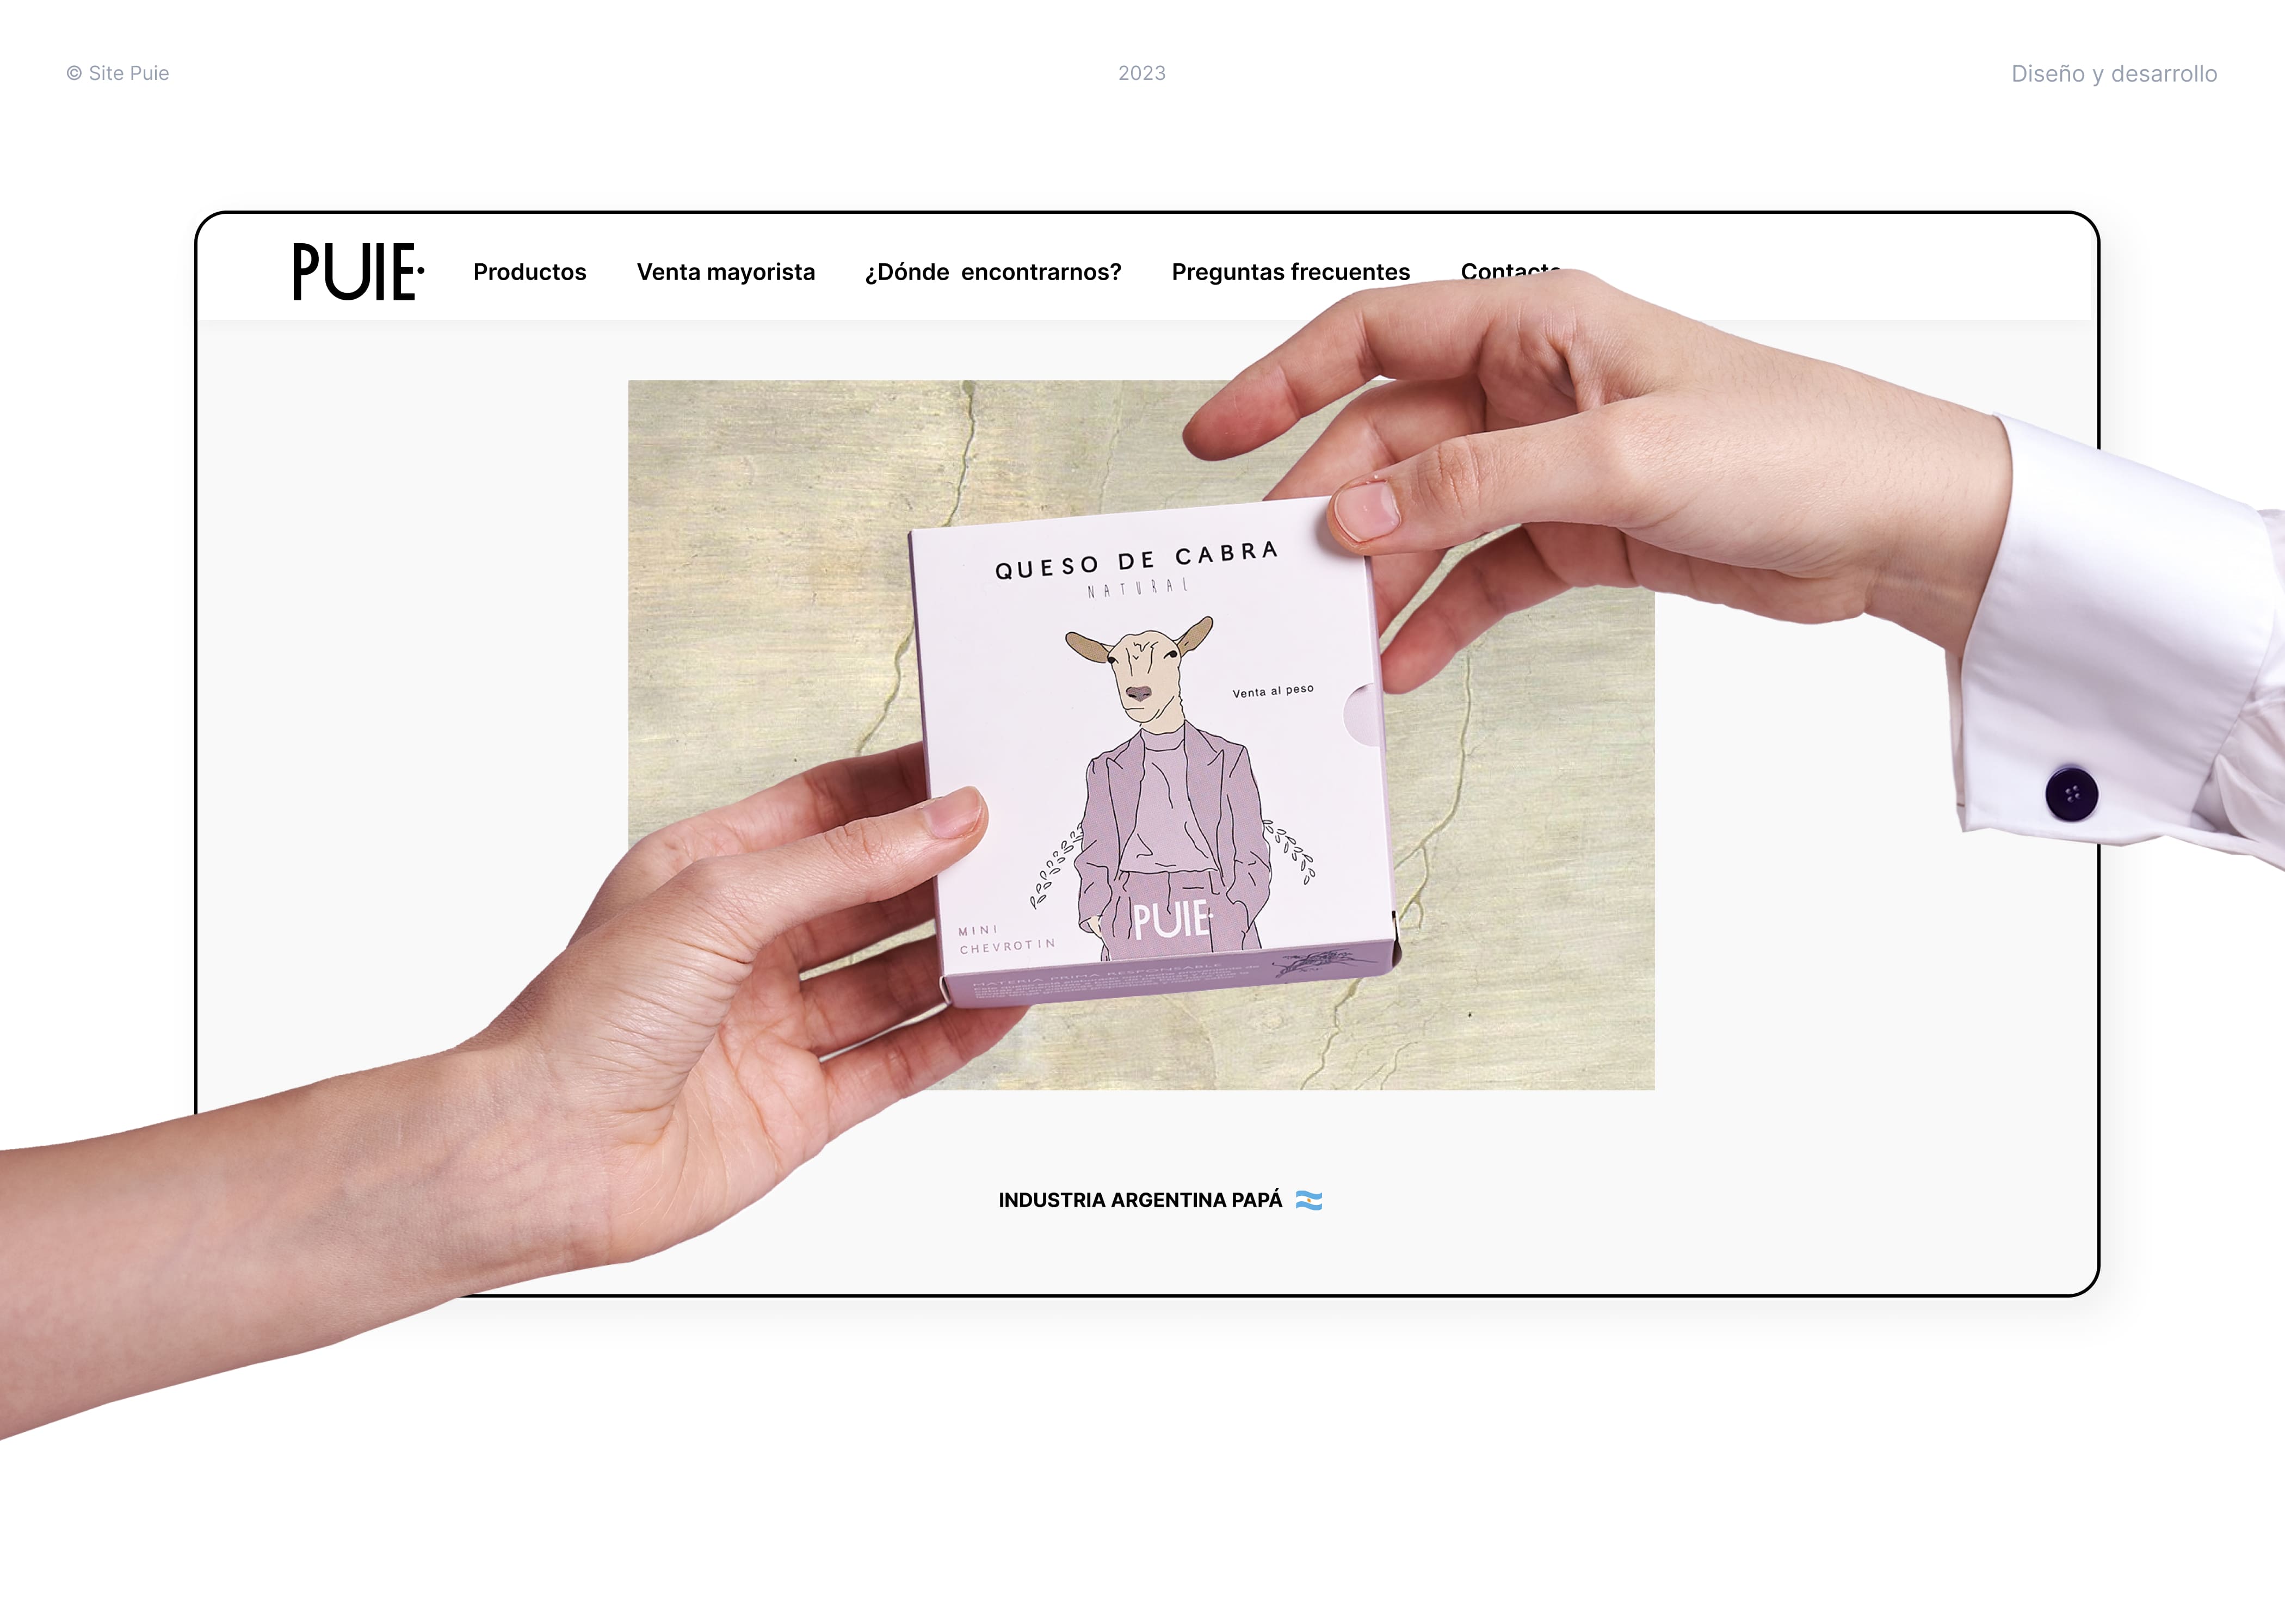 © Site Puie
2023
Diseño y desarrollo
PUIE·
Productos
Venta mayorista
¿Dónde encontrarnos?
Preguntas frecuentes
Contacto
QUESO DE CABRA
NATURAL
Venta al peso
PUIE·
MINI
CHEVROTIN
MATERIA PRIMA RESPONSABLE
INDUSTRIA ARGENTINA PAPÁ